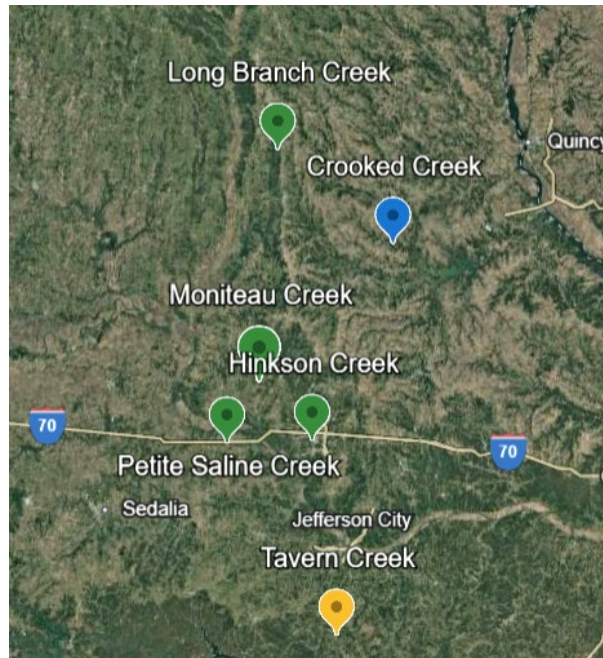 Long Branch Creek
Quincy
Crooked Creek
Moniteau Creek
Hinkson Creek
70
70
Petite Saline Creek
Sedalia
Jefferson City
Tavern Creek